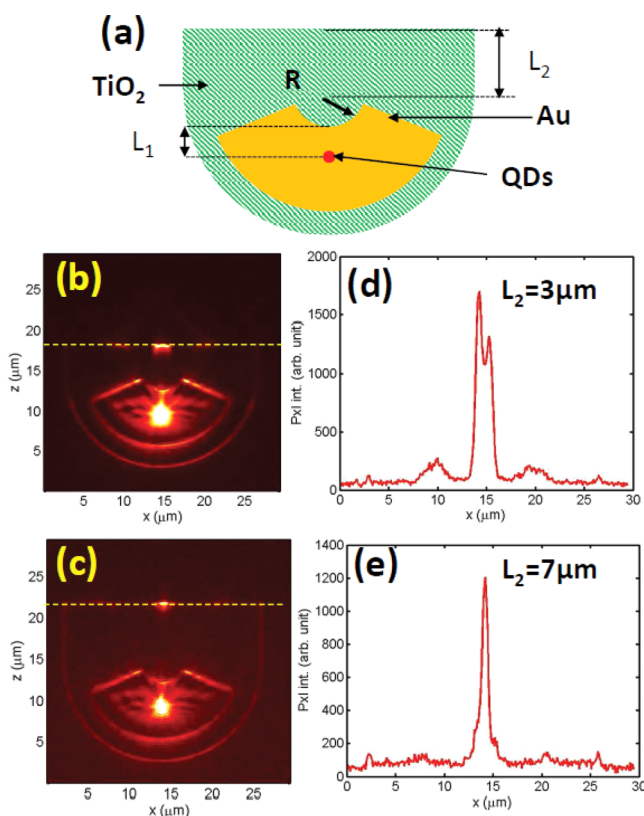 (a)
TiO₂
R
L₂
Au
L₁
QDs
(b)
z (μm)
25
20
15
10
5
5 10 15 20 25
x (μm)
(d)
L₂=3μm
Pxl int. (arb. unit)
2000
1500
1000
500
0
0 5 10 15 20 25 30
x (μm)
(c)
z (μm)
25
20
15
10
5
0
0 5 10 15 20 25
x (μm)
(e)
L₂=7μm
Pxl int. (arb. unit)
1400
1200
1000
800
600
400
200
0
0 5 10 15 20 25 30
x (μm)